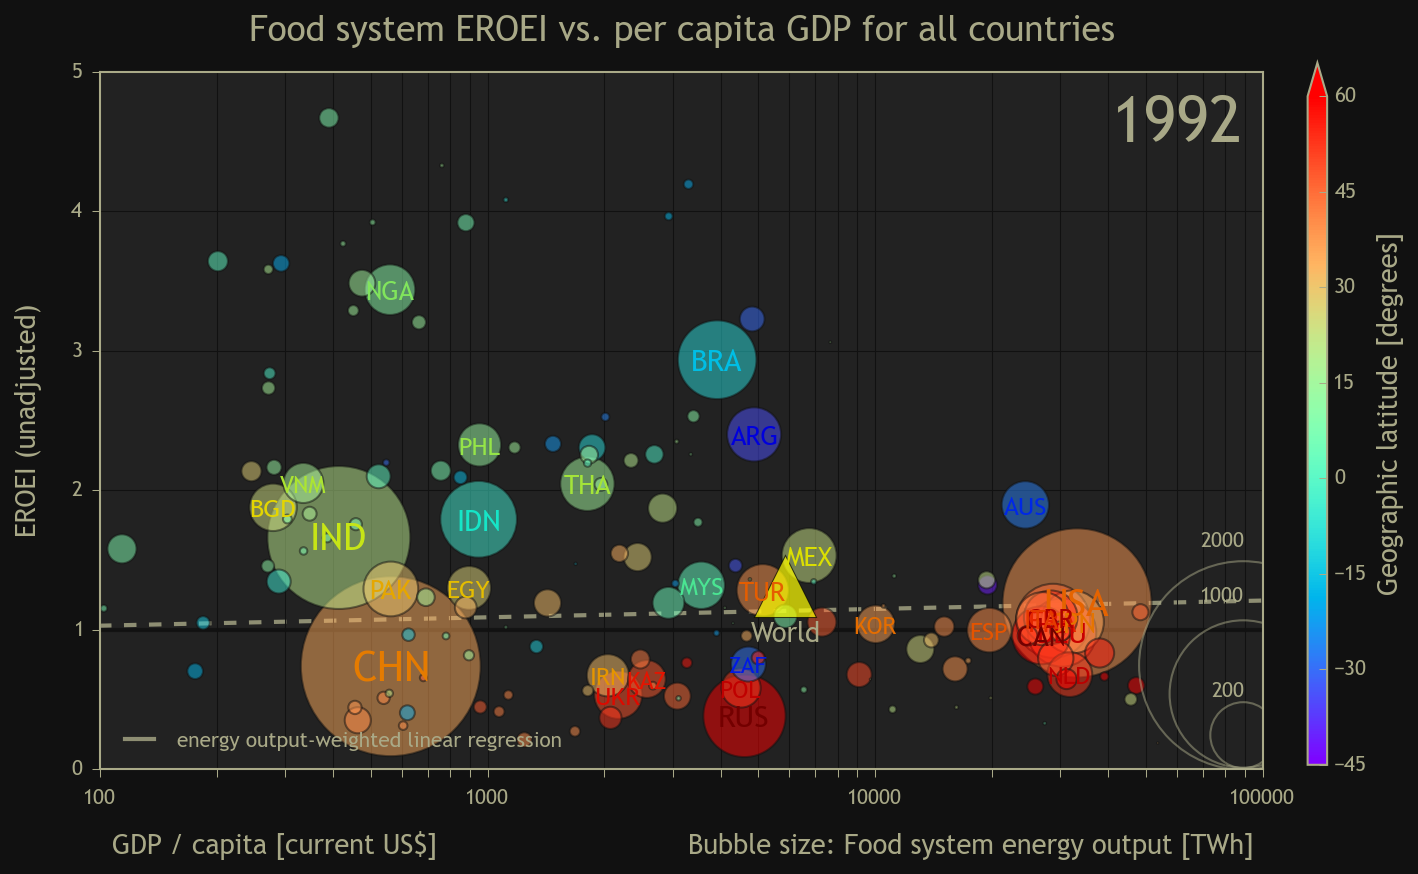 Food system EROEI vs. per capita GDP for all countries
1992
EROEI (unadjusted)
5
4
3
2
1
0
NGA
BRA
ARG
PHL
VNM
THA
BGD
IND
IDN
AUS
MEX
PAK
EGY
MYS
TUR
USA
World
KOR
ESP
CAN
CHN
IRN
KAZ
UKR
ZAF
POL
RUS
NLD
2000
1000
200
energy output-weighted linear regression
100
1000
10000
100000
GDP / capita [current US$]
Bubble size: Food system energy output [TWh]
60
45
30
15
0
−15
−30
−45
Geographic latitude [degrees]